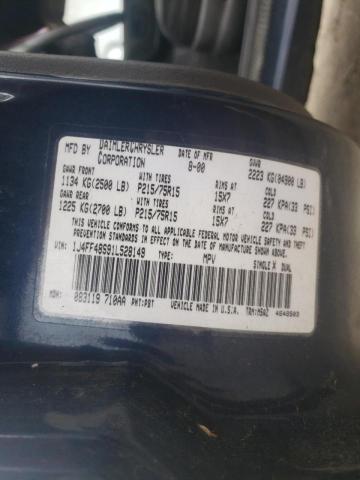 MFD BY DAIMLERCHRYSLER CORPORATION DATE OF MFR 8-00 GVWR 2223 KG(04900 LB)
GAWR FRONT WITH TIRES RIMS AT COLD
1134 KG(2500 LB) P215/75R15 15X7 227 KPA(33 PSI)
GAWR REAR WITH TIRES RIMS AT COLD
1225 KG(2700 LB) P215/75R15 15X7 227 KPA(33 PSI)
THIS VEHICLE CONFORMS TO ALL APPLICABLE FEDERAL MOTOR VEHICLE SAFETY
STANDARDS IN EFFECT ON THE DATE OF MANUFACTURE SHOWN ABOVE.
VIN: 1J4FF48S91L528149 TYPE: MPV SINGLE X DUAL
MDH: 083119 710AA PNT:PBT VEHICLE MADE IN U.S.A. TRM:M5AZ
4648503